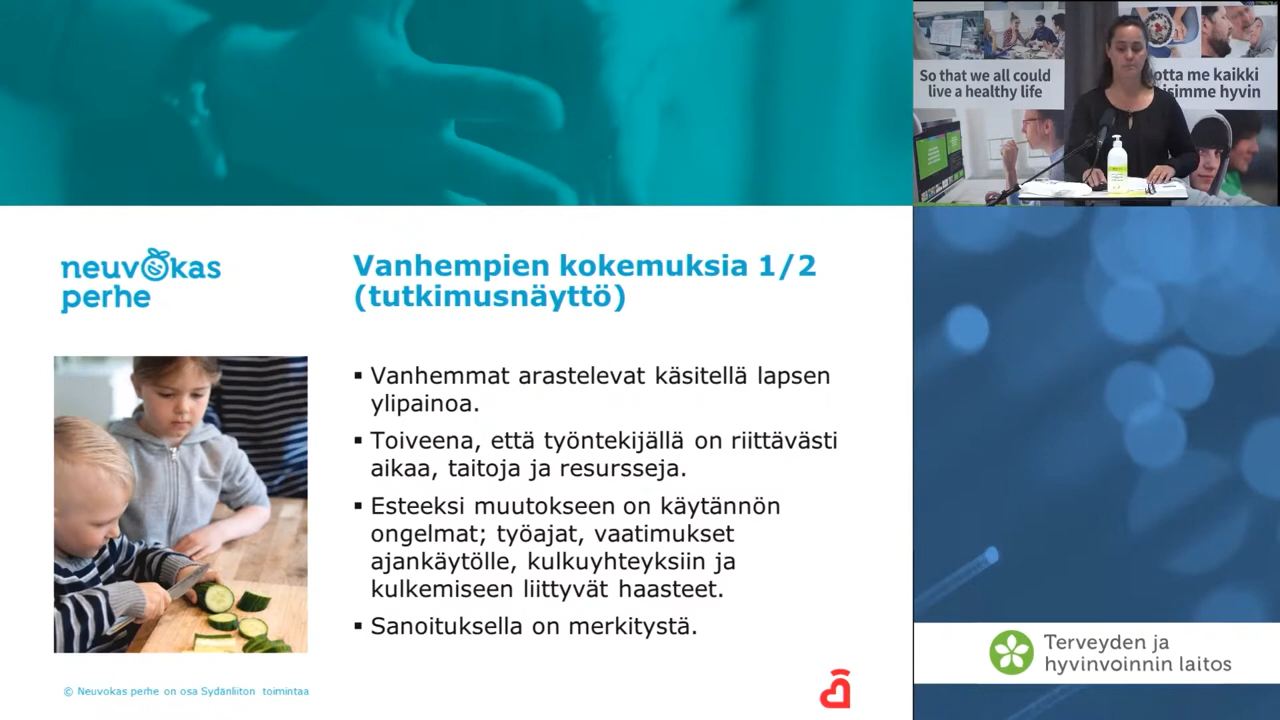 neuvokas
perhe
Vanhempien kokemuksia 1/2
(tutkimusnäyttö)
▪ Vanhemmat arastelevat käsitellä lapsen
ylipainoa.
▪ Toiveena, että työntekijällä on riittävästi
aikaa, taitoja ja resursseja.
▪ Esteeksi muutokseen on käytännön
ongelmat; työajat, vaatimukset
ajankäytölle, kulkuyhteyksiin ja
kulkemiseen liittyvät haasteet.
▪ Sanoituksella on merkitystä.
© Neuvokas perhe on osa Sydänliiton toimintaa
So that we all could
live a healthy life
otta me kaikki
isimme hyvin
Terveyden ja
hyvinvoinnin laitos